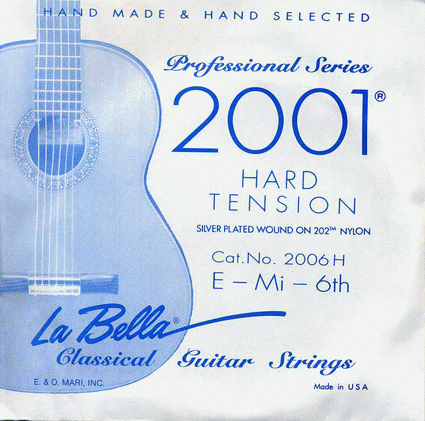 HAND MADE & HAND SELECTED
Professional Series
2001®
HARD
TENSION
SILVER PLATED WOUND ON 202™ NYLON
Cat.No. 2006H
E – Mi – 6th
La Bella®
Classical Guitar Strings
E. & O. MARI, INC.
Made in USA